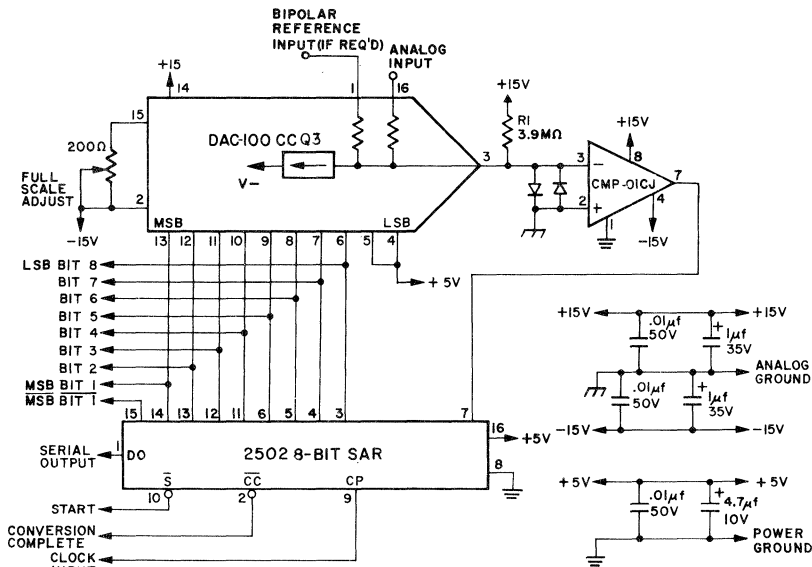 BIPOLAR
REFERENCE
INPUT(IF REQ'D)
ANALOG
INPUT
+15
14
1
16
+15V
15
R1
3.9MΩ
+15V
200Ω
DAC-100 CC Q3
3
3
8
7
V-
CMP-01CJ
FULL
SCALE
ADJUST
2
2
4
1
-15V
-15V
MSB
LSB
13 12 11 10 9 8 7 6 5 4
+ 5V
LSB BIT 8
BIT 7
BIT 6
BIT 5
BIT 4
BIT 3
BIT 2
MSB BIT 1
MSB BIT 1
15 14 13 12 11 6 5 4 3 7
1
DO
2502 8-BIT SAR
16
+5V
8
SERIAL
OUTPUT
S
CC
CP
10
2
9
START
CONVERSION
COMPLETE
CLOCK
+15V
+15V
.01µf
50V
+
1µf
35V
ANALOG
GROUND
.01µf
50V
+
1µf
35V
-15V
-15V
+5V
+ 5V
.01µf
50V
+
4.7µf
10V
POWER
GROUND